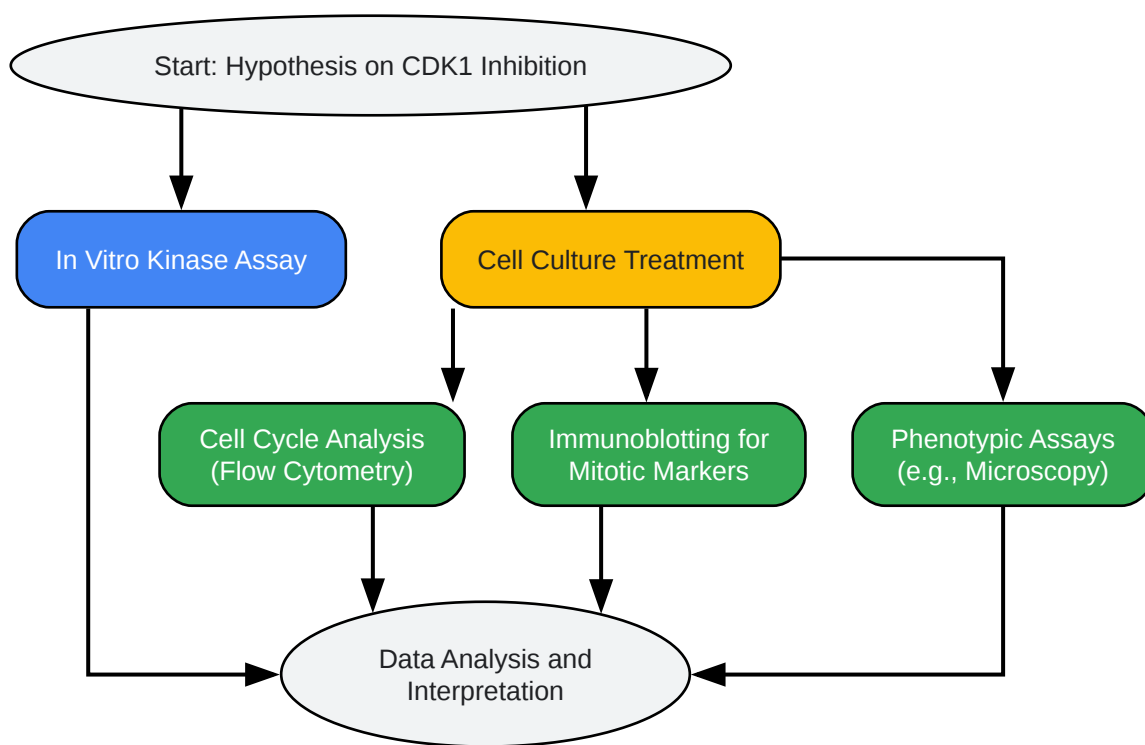 Start: Hypothesis on CDK1 Inhibition
In Vitro Kinase Assay
Cell Culture Treatment
Cell Cycle Analysis
(Flow Cytometry)
Immunoblotting for
Mitotic Markers
Phenotypic Assays
(e.g., Microscopy)
Data Analysis and
Interpretation